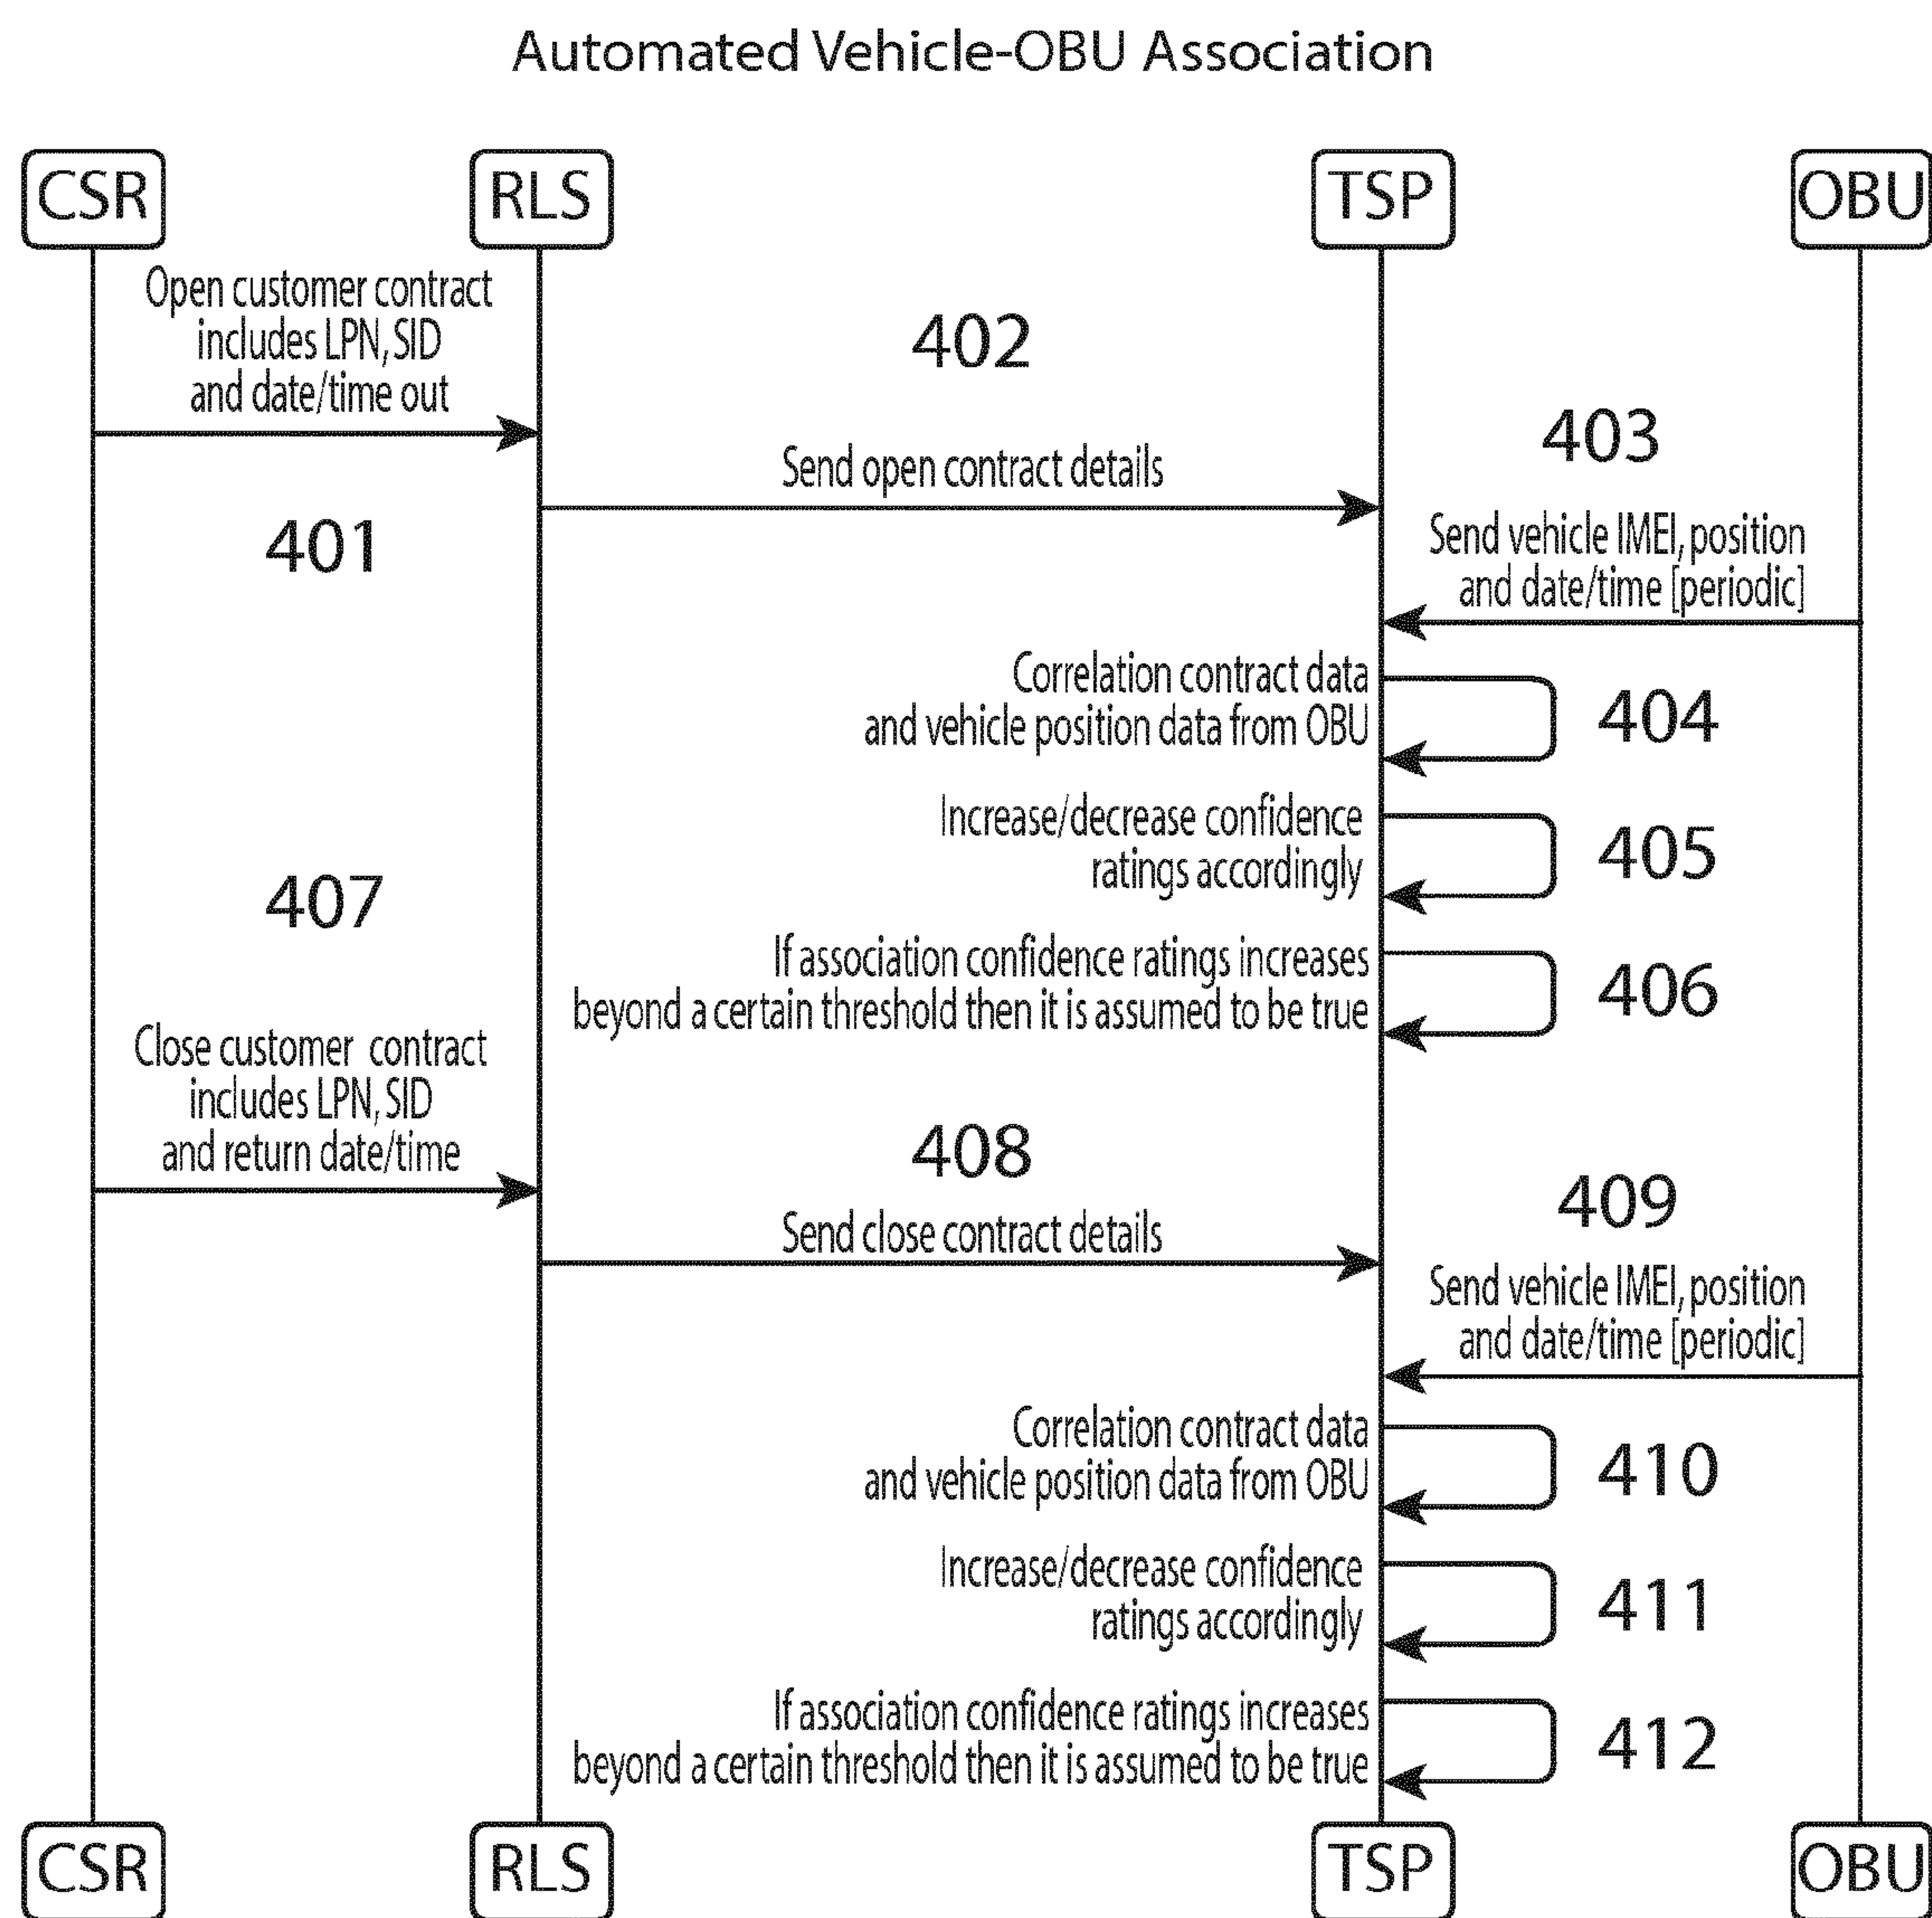 Automated Vehicle-OBU Association
CSR
RLS
TSP
OBU
Open customer contract
includes LPN, SID
and date/time out
401
402
Send open contract details
403
Send vehicle IMEI, position
and date/time [periodic]
Correlation contract data
and vehicle position data from OBU
404
Increase/decrease confidence
ratings accordingly
405
If association confidence ratings increases
beyond a certain threshold then it is assumed to be true
406
407
Close customer contract
includes LPN, SID
and return date/time
408
Send close contract details
409
Send vehicle IMEI, position
and date/time [periodic]
Correlation contract data
and vehicle position data from OBU
410
Increase/decrease confidence
ratings accordingly
411
If association confidence ratings increases
beyond a certain threshold then it is assumed to be true
412
CSR
RLS
TSP
OBU